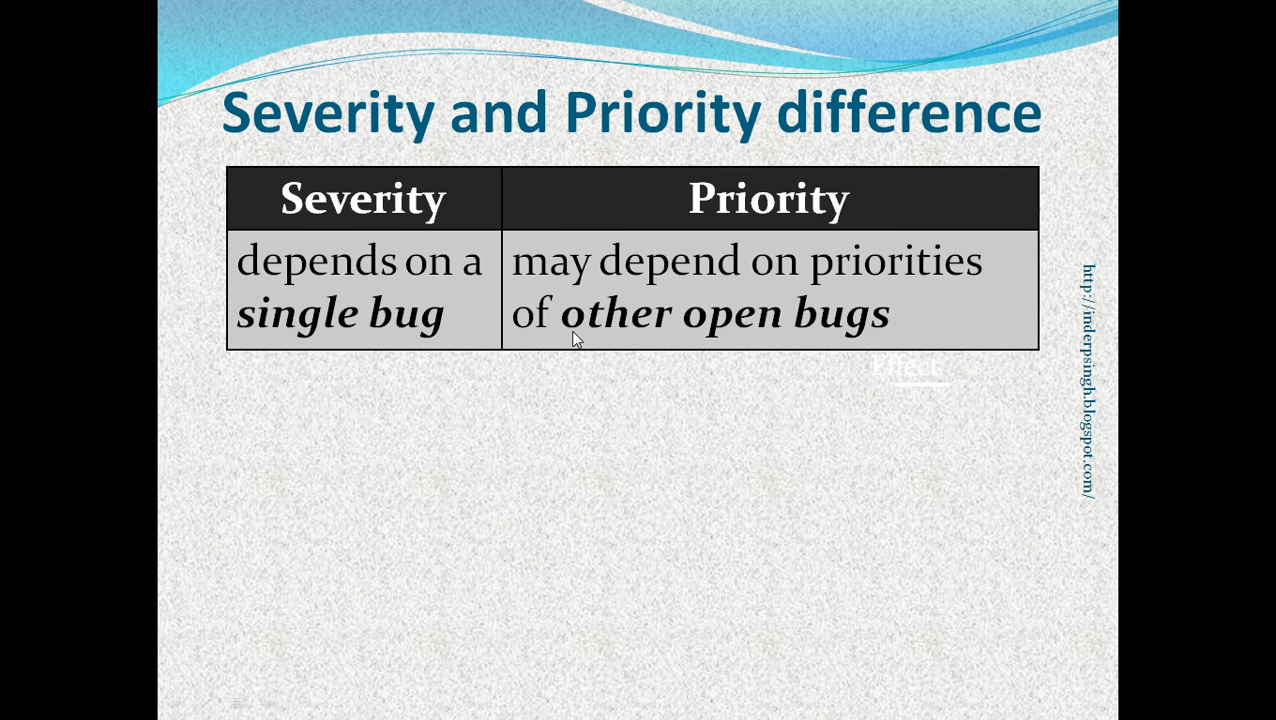 Severity and Priority difference
Severity
Priority
depends on a
single bug
may depend on priorities
of other open bugs
Effect
http://inderpsingh.blogspot.com/